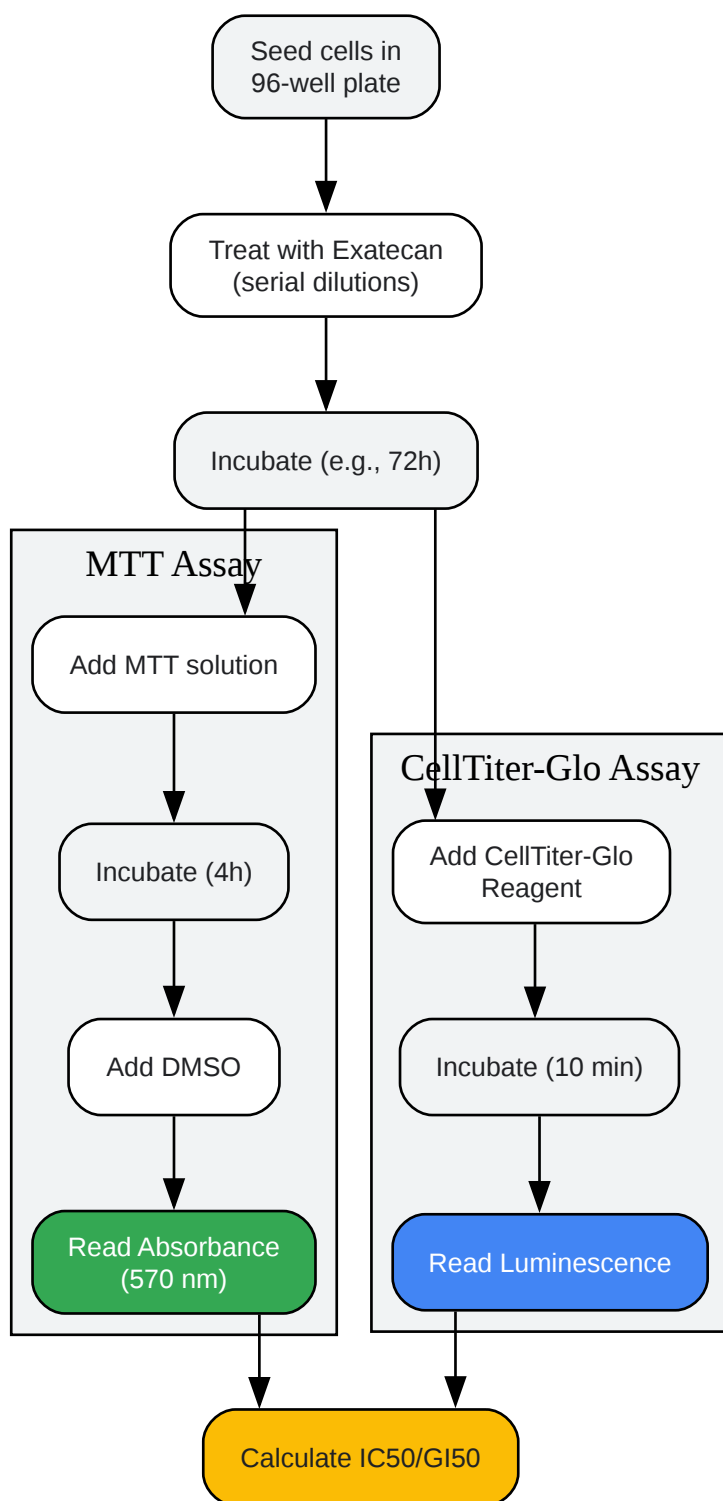 Seed cells in
96-well plate
Treat with Exatecan
(serial dilutions)
Incubate (e.g., 72h)
MTT Assay
Add MTT solution
Incubate (4h)
Add DMSO
Read Absorbance
(570 nm)
CellTiter-Glo Assay
Add CellTiter-Glo
Reagent
Incubate (10 min)
Read Luminescence
Calculate IC50/GI50